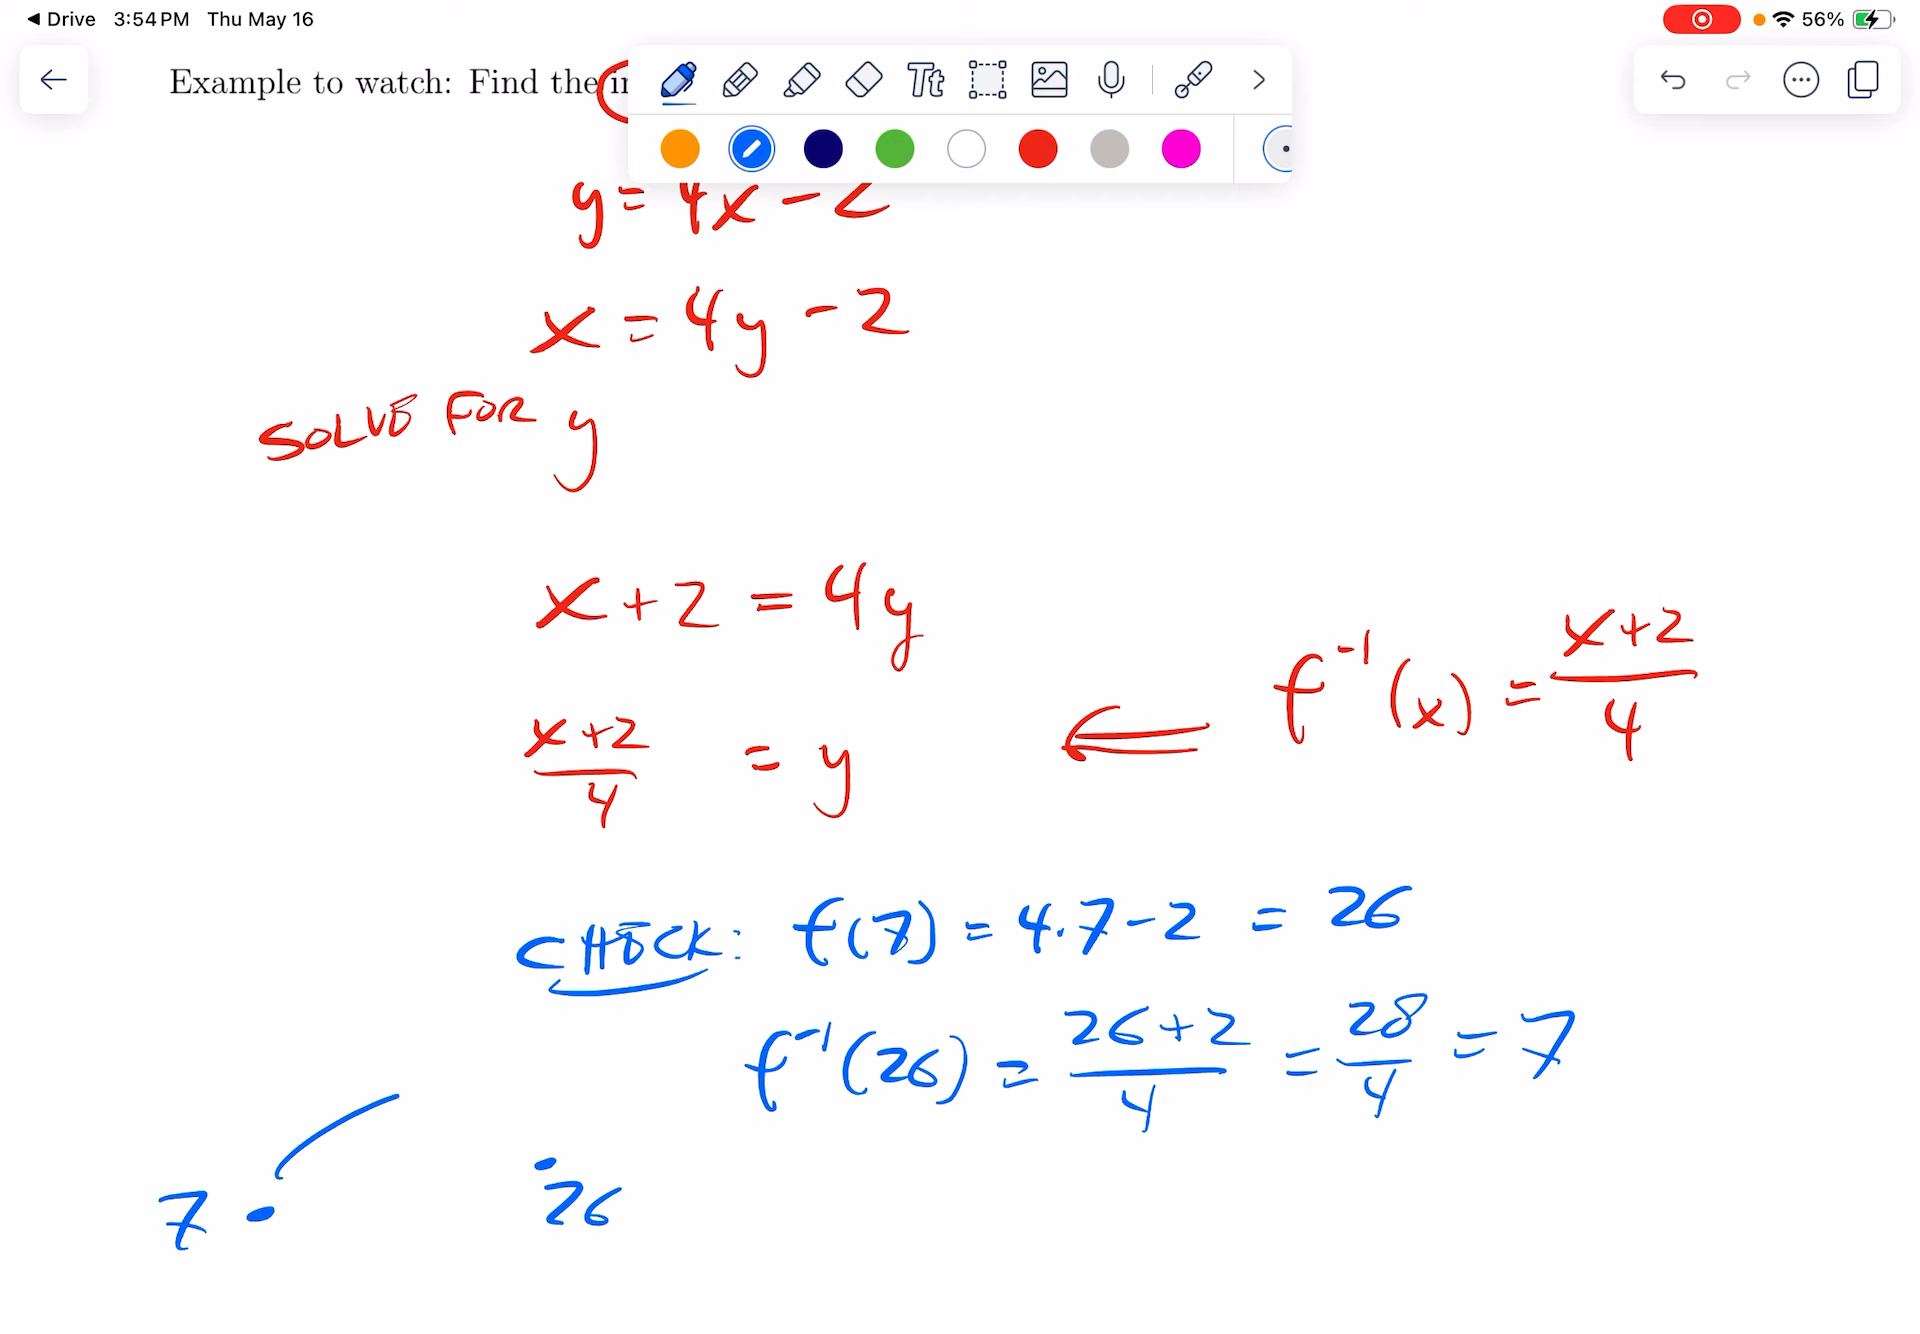 Drive 3:54 PM Thu May 16 56%
Example to watch: Find the
Tt
y = 4x - 2
x = 4y - 2
SOLVE FOR y
x + 2 = 4y
f⁻¹(x) = (x+2)/4
(x+2)/4 = y
CHECK: f(7) = 4·7 - 2 = 26
f⁻¹(26) = (26+2)/4 = 28/4 = 7
7 · · 26